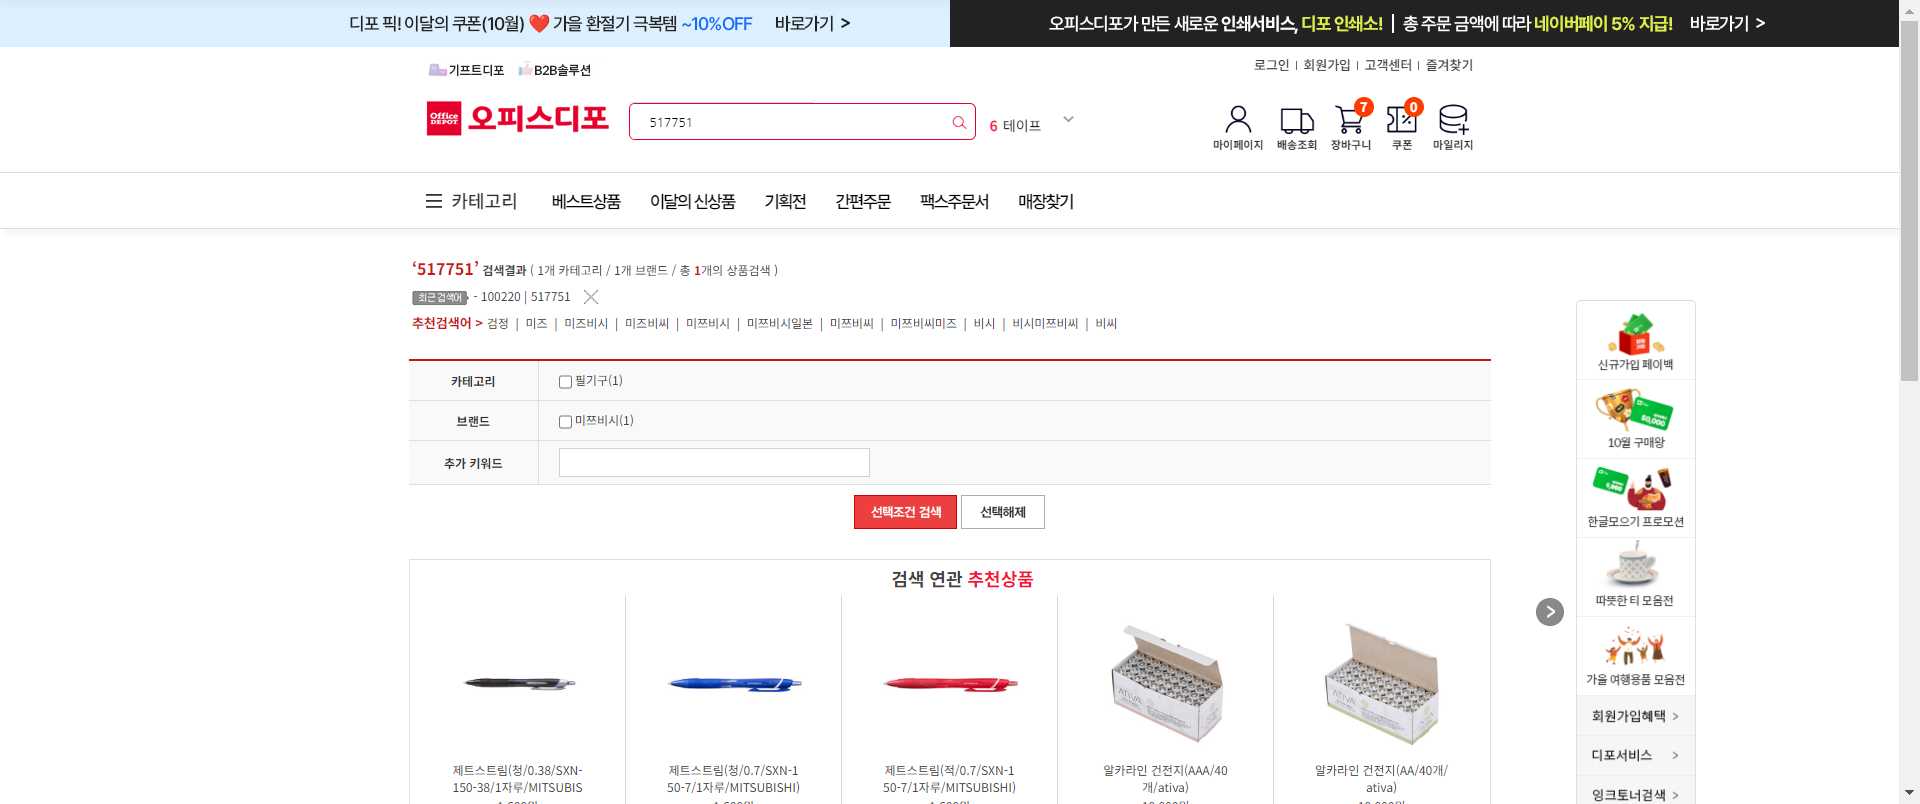 디포 픽! 이달의 쿠폰(10월) ❤️ 가을 환절기 극복템 ~10%OFF 바로가기 >
오피스디포가 만든 새로운 인쇄서비스, 디포 인쇄소! | 총 주문 금액에 따라 네이버페이 5% 지급! 바로가기 >
기프트디포 B2B솔루션
로그인 | 회원가입 | 고객센터 | 즐겨찾기
Office DEPOT 오피스디포
517751
6 테이프
7
0
마이페이지 배송조회 장바구니 쿠폰 마일리지
카테고리 베스트상품 이달의 신상품 기획전 간편주문 팩스주문서 매장찾기
‘517751’ 검색결과 ( 1개 카테고리 / 1개 브랜드 / 총 1개의 상품검색 )
최근 검색어 - 100220 | 517751
추천검색어 > 검정 | 미즈 | 미즈비시 | 미즈비씨 | 미쯔비시 | 미쯔비시일본 | 미쯔비씨 | 미쯔비씨미즈 | 비시 | 비시미쯔비씨 | 비씨
카테고리 필기구(1)
브랜드 미쯔비시(1)
추가 키워드
선택조건 검색 선택해제
검색 연관 추천상품
제트스트림(청/0.38/SXN-
150-38/1자루/MITSUBIS
제트스트림(청/0.7/SXN-1
50-7/1자루/MITSUBISHI)
제트스트림(적/0.7/SXN-1
50-7/1자루/MITSUBISHI)
ATIVA
알카라인 건전지(AAA/40
개/ativa)
ATIVA
알카라인 건전지(AA/40개/
ativa)
신규가입 페이백
50,000
10월 구매왕
한글모으기 프로모션
따뜻한 티 모음전
가을 여행용품 모음전
회원가입혜택 >
디포서비스 >
잉크토너검색 >